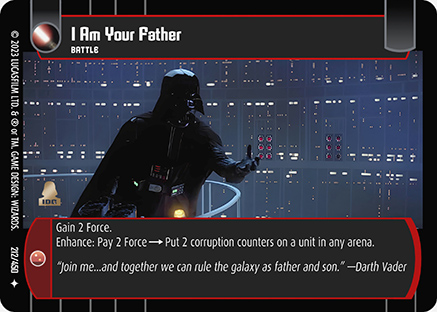 I Am Your Father
BATTLE
© 2023 LUCASFILM LTD. & ® or TM. GAME DESIGN: WIZARDS.
Gain 2 Force.
Enhance: Pay 2 Force → Put 2 corruption counters on a unit in any arena.
"Join me...and together we can rule the galaxy as father and son." —Darth Vader